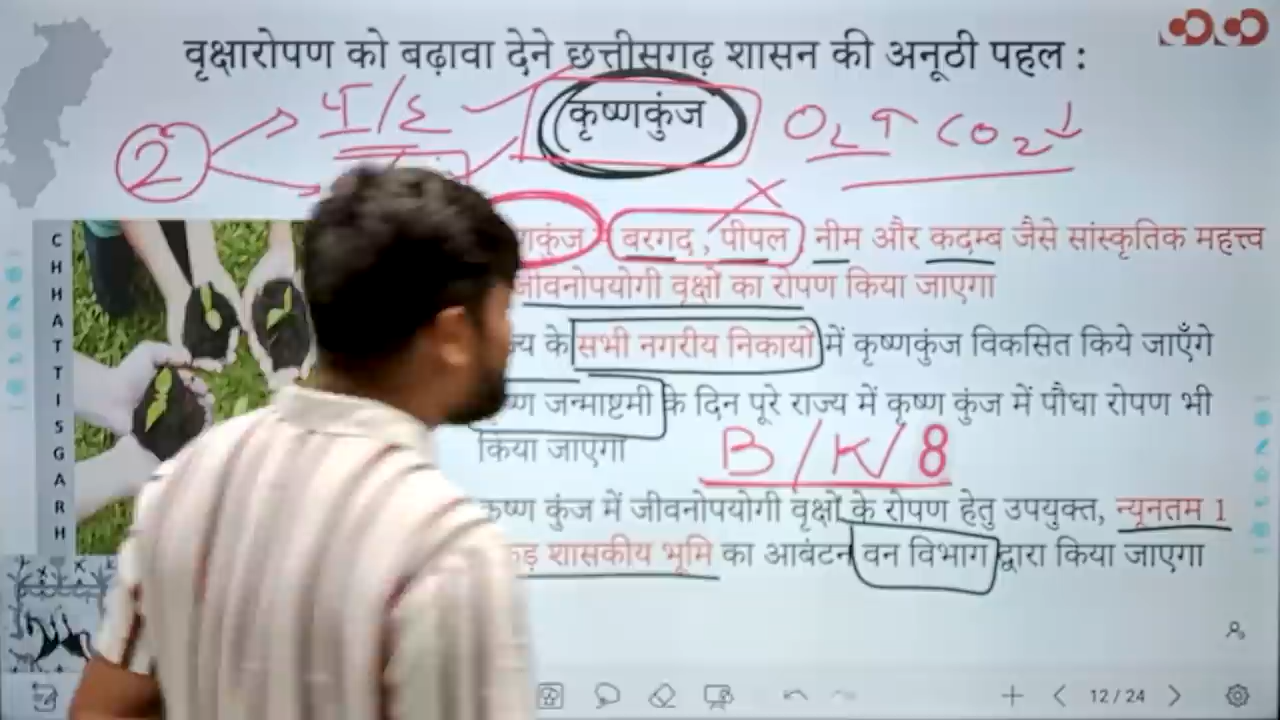 वृक्षारोपण को बढ़ावा देने छत्तीसगढ़ शासन की अनूठी पहल :
कृष्णकुंज
2
O₂ ↑ CO₂ ↓
बरगद, पीपल नीम और कदम्ब जैसे सांस्कृतिक महत्त्व
जीवनोपयोगी वृक्षों का रोपण किया जाएगा
के सभी नगरीय निकायों में कृष्णकुंज विकसित किये जाएँगे
जन्माष्टमी के दिन पूरे राज्य में कृष्ण कुंज में पौधा रोपण भी
किया जाएगा
B/K/8
कृष्ण कुंज में जीवनोपयोगी वृक्षों के रोपण हेतु उपयुक्त, न्यूनतम 1
शासकीय भूमि का आबंटन वन विभाग द्वारा किया जाएगा
CHHATTISGARH
12 / 24